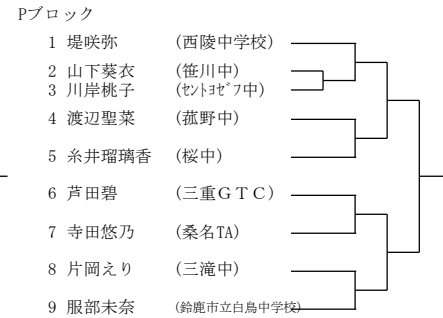 Pブロック
1 堤咲弥 (西陵中学校)
2 山下葵衣 (笹川中)
3 川岸桃子 (ｾﾝﾄﾖｾﾞﾌ中)
4 渡辺聖菜 (菰野中)
5 糸井瑠璃香 (桜中)
6 芦田碧 (三重ＧＴＣ)
7 寺田悠乃 (桑名TA)
8 片岡えり (三滝中)
9 服部未奈 (鈴鹿市立白鳥中学校)